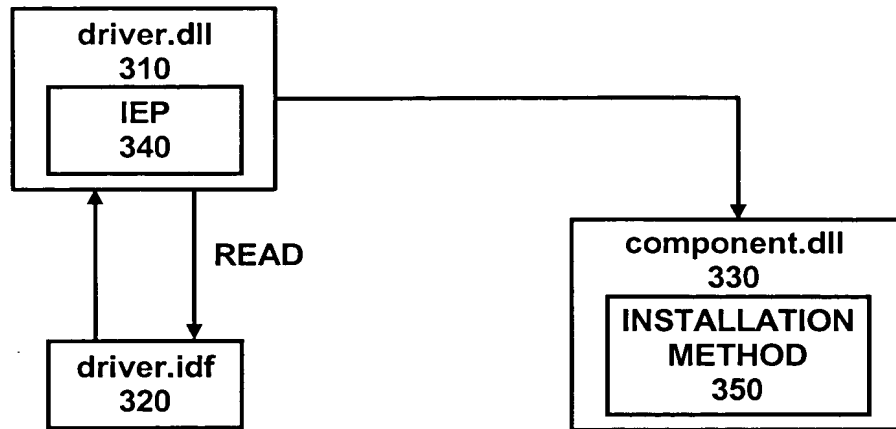 driver.dll
310
IEP
340
READ
driver.idf
320
component.dll
330
INSTALLATION
METHOD
350